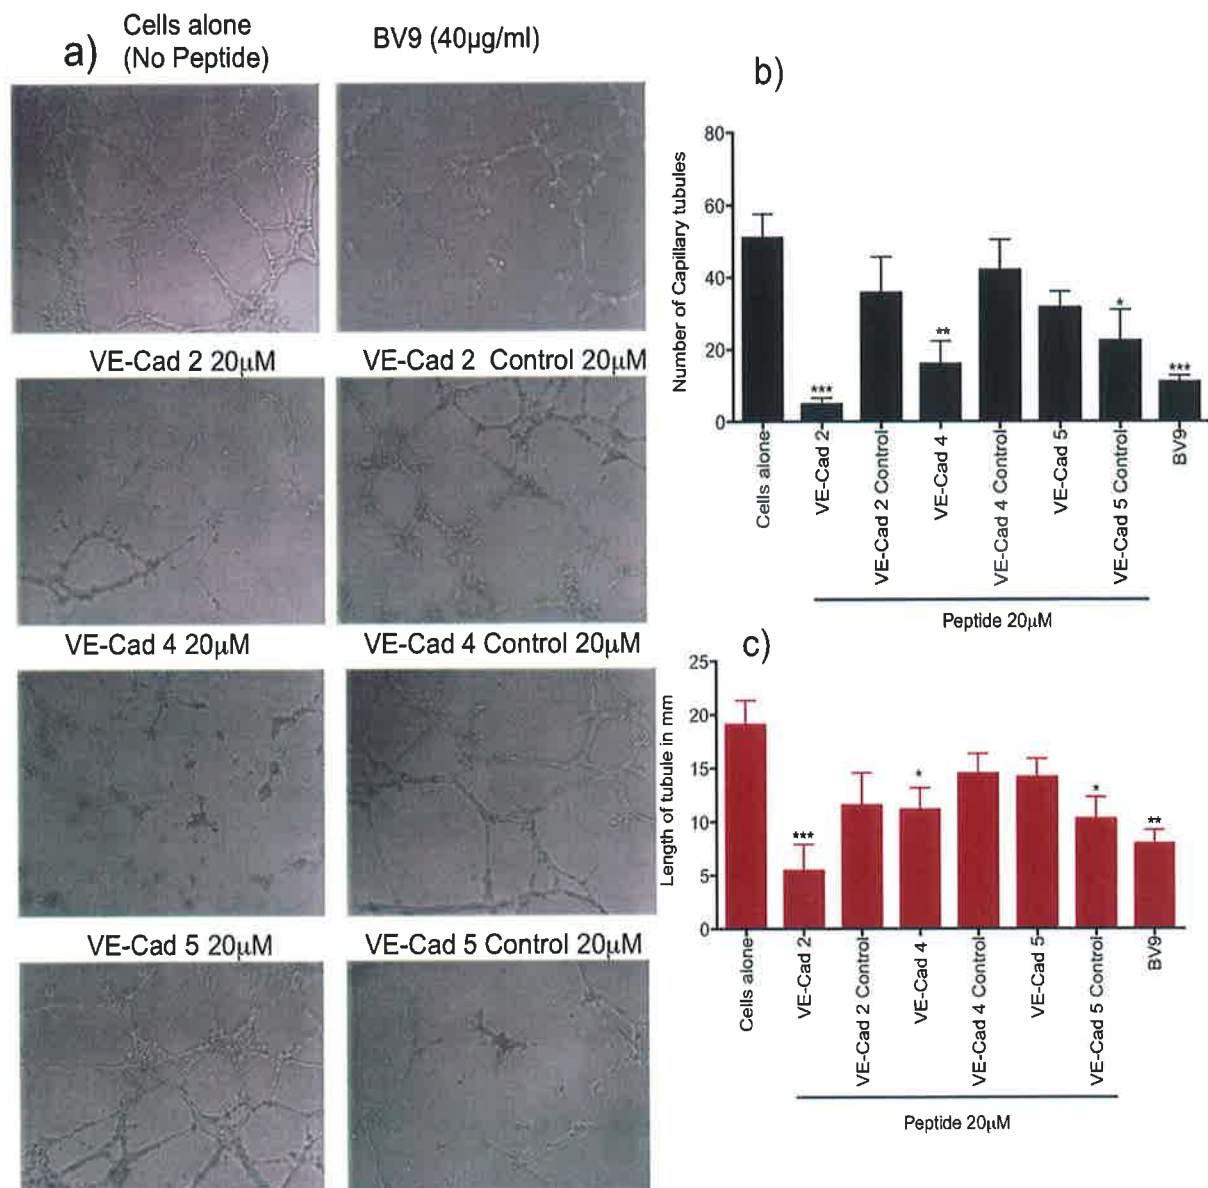 a)
Cells alone
(No Peptide)
BV9 (40µg/ml)
VE-Cad 2 20µM
VE-Cad 2 Control 20µM
VE-Cad 4 20µM
VE-Cad 4 Control 20µM
VE-Cad 5 20µM
VE-Cad 5 Control 20µM
b)
Number of Capillary tubules
80
60
40
20
0
***
**
*
***
Cells alone
VE-Cad 2
VE-Cad 2 Control
VE-Cad 4
VE-Cad 4 Control
VE-Cad 5
VE-Cad 5 Control
BV9
Peptide 20µM
c)
Length of tubule in mm
25
20
15
10
5
0
***
*
*
**
Cells alone
VE-Cad 2
VE-Cad 2 Control
VE-Cad 4
VE-Cad 4 Control
VE-Cad 5
VE-Cad 5 Control
BV9
Peptide 20µM